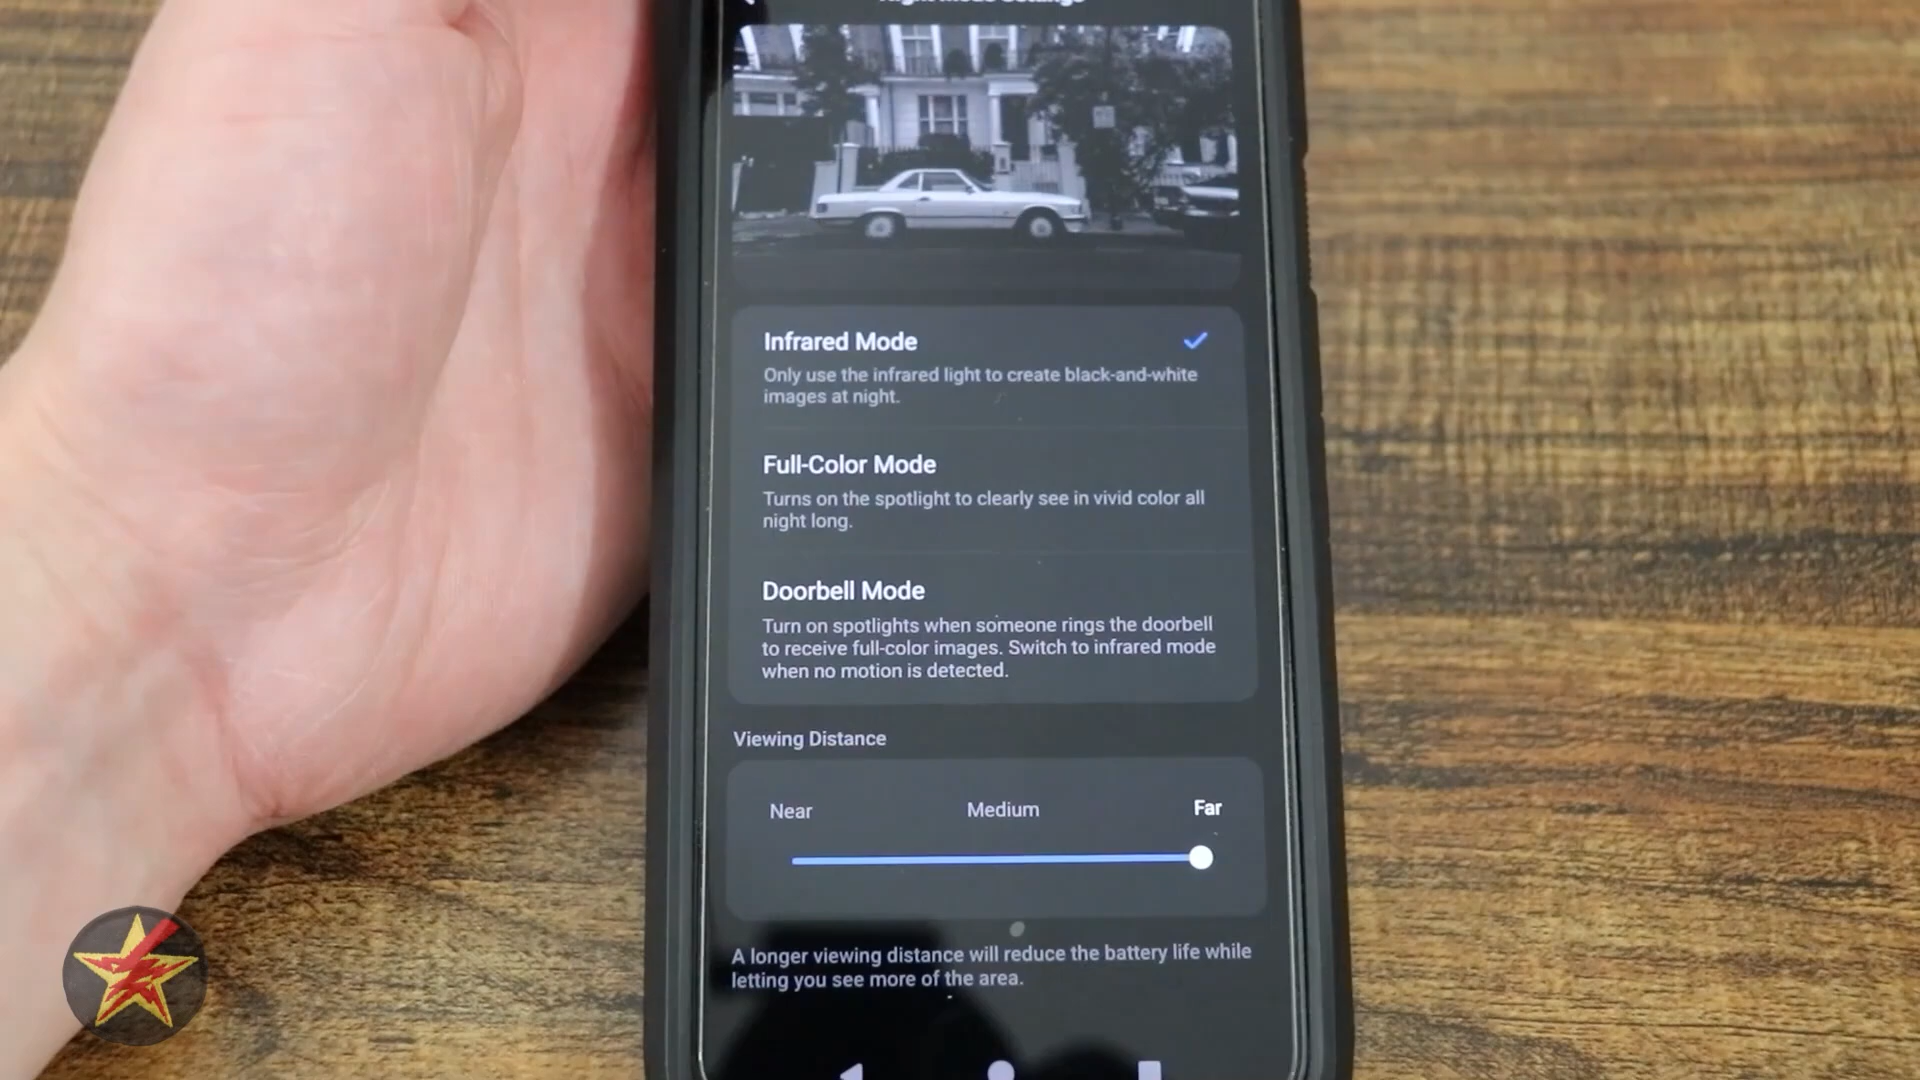 Infrared Mode
Only use the infrared light to create black-and-white
images at night.
Full-Color Mode
Turns on the spotlight to clearly see in vivid color all
night long.
Doorbell Mode
Turn on spotlights when someone rings the doorbell
to receive full-color images. Switch to infrared mode
when no motion is detected.
Viewing Distance
Near Medium Far
A longer viewing distance will reduce the battery life while
letting you see more of the area.